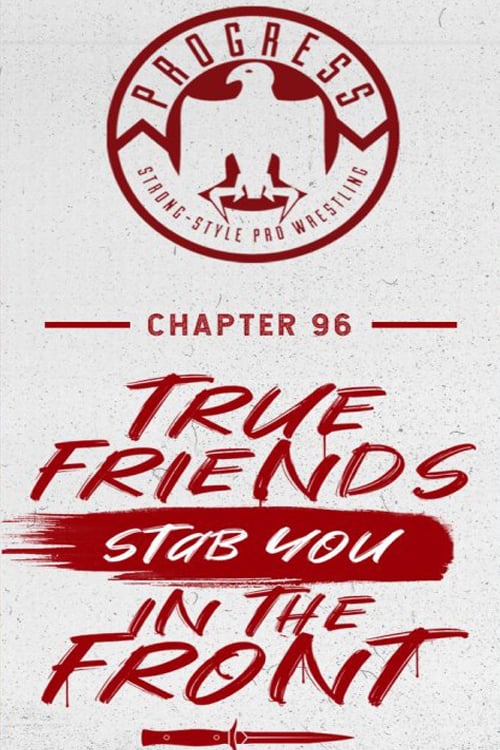 PROGRESS
STRONG-STYLE PRO WRESTLING
CHAPTER 96
TRUE
FRIENDS
STaB YOU
IN THE
FRONT